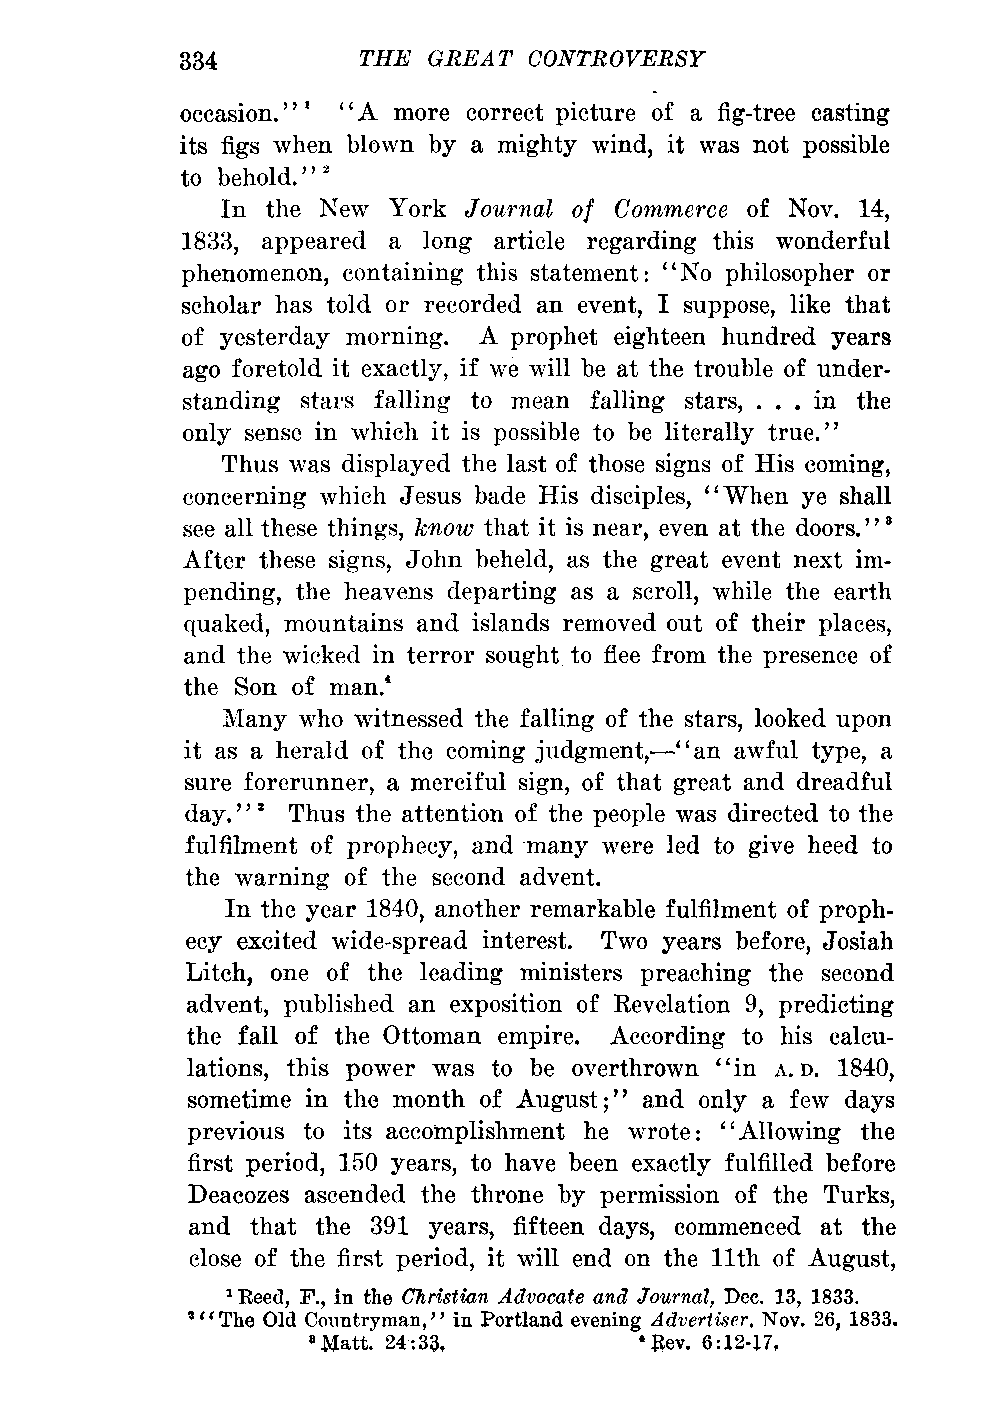 334 THE GREAT CONTROVERSY
occasion.''¹ ''A more correct picture of a fig-tree casting
its figs when blown by a mighty wind, it was not possible
to behold.''²
In the New York Journal of Commerce of Nov. 14,
1833, appeared a long article regarding this wonderful
phenomenon, containing this statement: ''No philosopher or
scholar has told or recorded an event, I suppose, like that
of yesterday morning. A prophet eighteen hundred years
ago foretold it exactly, if we will be at the trouble of under-
standing stars falling to mean falling stars, . . . in the
only sense in which it is possible to be literally true.''
Thus was displayed the last of those signs of His coming,
concerning which Jesus bade His disciples, ''When ye shall
see all these things, know that it is near, even at the doors.''³
After these signs, John beheld, as the great event next im-
pending, the heavens departing as a scroll, while the earth
quaked, mountains and islands removed out of their places,
and the wicked in terror sought to flee from the presence of
the Son of man.⁴
Many who witnessed the falling of the stars, looked upon
it as a herald of the coming judgment,—''an awful type, a
sure forerunner, a merciful sign, of that great and dreadful
day.''² Thus the attention of the people was directed to the
fulfilment of prophecy, and many were led to give heed to
the warning of the second advent.
In the year 1840, another remarkable fulfilment of proph-
ecy excited wide-spread interest. Two years before, Josiah
Litch, one of the leading ministers preaching the second
advent, published an exposition of Revelation 9, predicting
the fall of the Ottoman empire. According to his calcu-
lations, this power was to be overthrown ''in A. D. 1840,
sometime in the month of August;'' and only a few days
previous to its accomplishment he wrote: ''Allowing the
first period, 150 years, to have been exactly fulfilled before
Deacozes ascended the throne by permission of the Turks,
and that the 391 years, fifteen days, commenced at the
close of the first period, it will end on the 11th of August,
¹ Reed, F., in the Christian Advocate and Journal, Dec. 13, 1833.
²''The Old Countryman,'' in Portland evening Advertiser, Nov. 26, 1833.
³ Matt. 24:33. ⁴ Rev. 6:12-17.